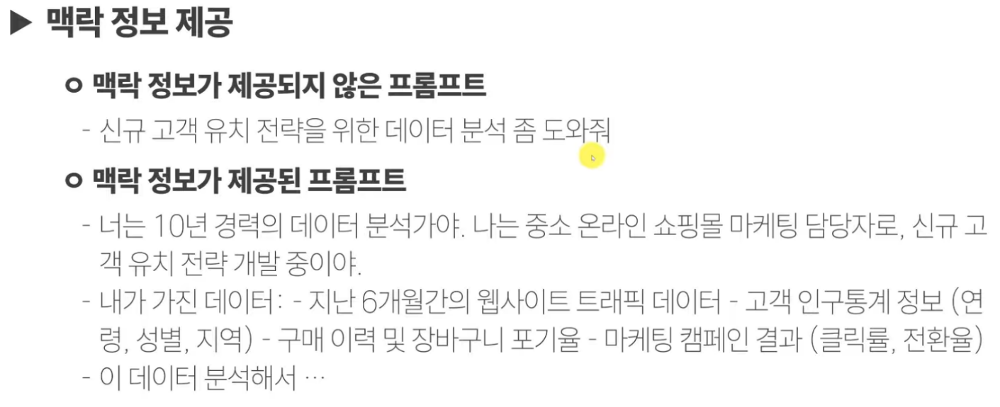 ▶ 맥락 정보 제공
ㅇ 맥락 정보가 제공되지 않은 프롬프트
- 신규 고객 유치 전략을 위한 데이터 분석 좀 도와줘
ㅇ 맥락 정보가 제공된 프롬프트
- 너는 10년 경력의 데이터 분석가야. 나는 중소 온라인 쇼핑몰 마케팅 담당자로, 신규 고
객 유치 전략 개발 중이야.
- 내가 가진 데이터: - 지난 6개월간의 웹사이트 트래픽 데이터 - 고객 인구통계 정보 (연
령, 성별, 지역) - 구매 이력 및 장바구니 포기율 - 마케팅 캠페인 결과 (클릭률, 전환율)
- 이 데이터 분석해서 …